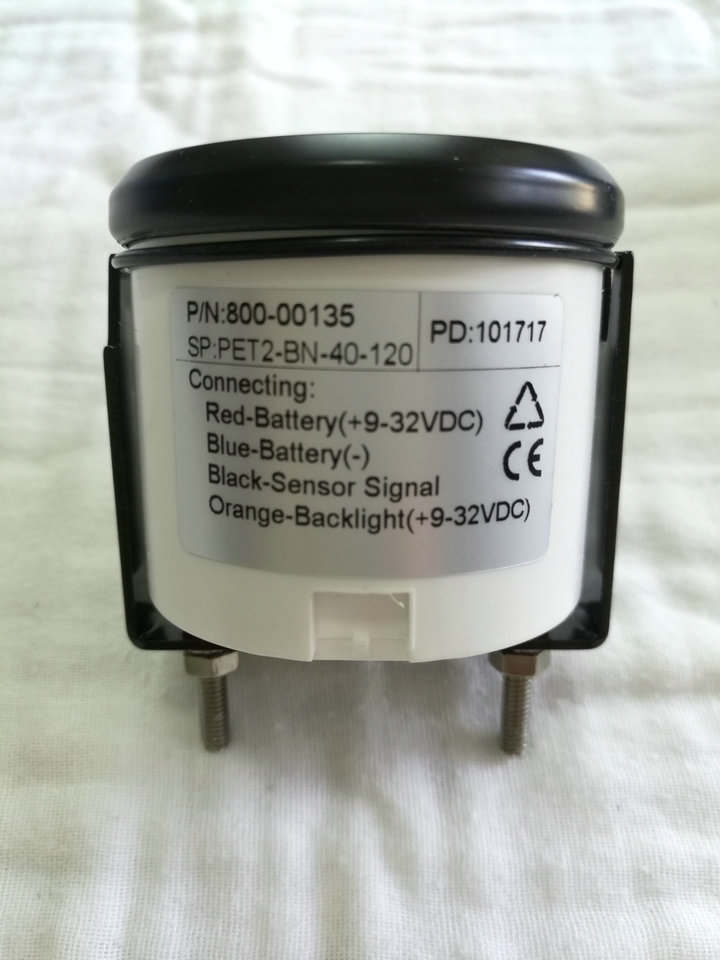 P/N:800-00135
SP:PET2-BN-40-120
PD:101717
Connecting:
Red-Battery(+9-32VDC)
Blue-Battery(-)
Black-Sensor Signal
Orange-Backlight(+9-32VDC)
CE